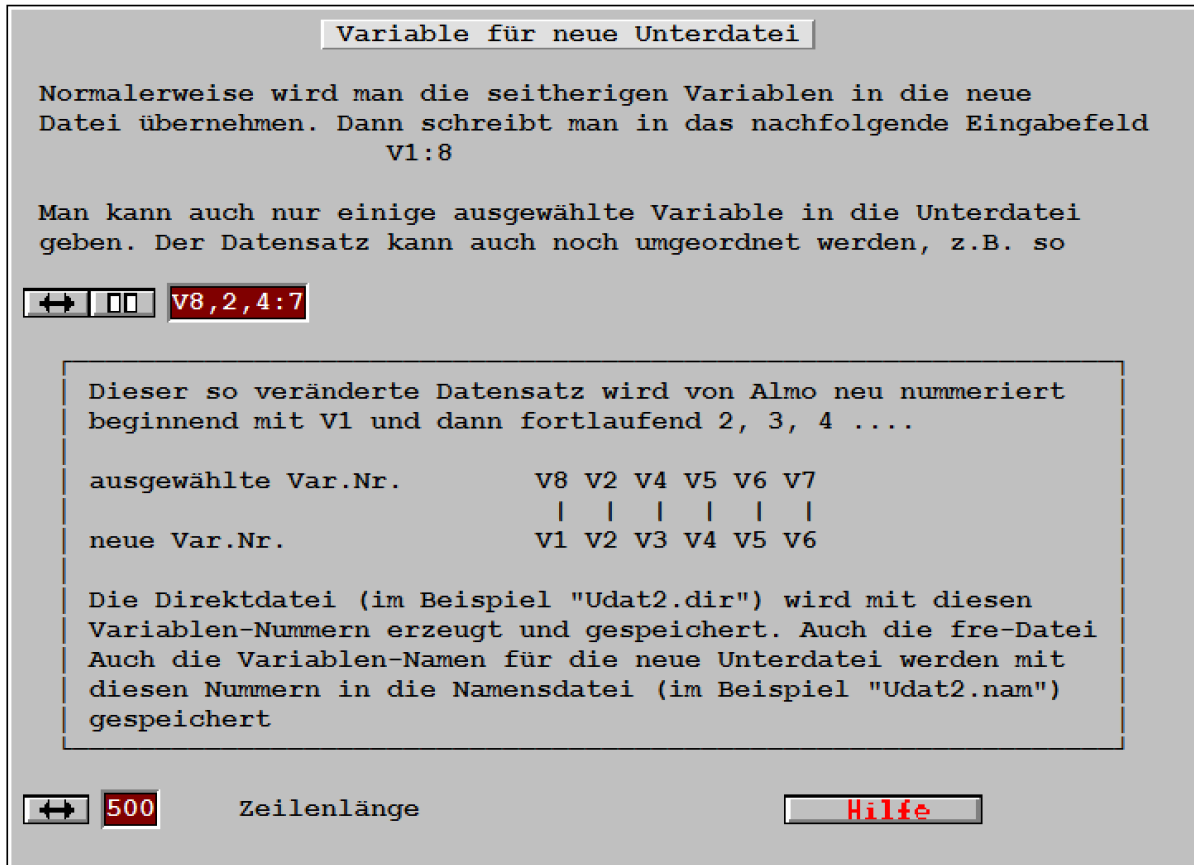 Variable für neue Unterdatei
Normalerweise wird man die seitherigen Variablen in die neue
Datei übernehmen. Dann schreibt man in das nachfolgende Eingabefeld
V1:8
Man kann auch nur einige ausgewählte Variable in die Unterdatei
geben. Der Datensatz kann auch noch umgeordnet werden, z.B. so
V8,2,4:7
Dieser so veränderte Datensatz wird von Almo neu nummeriert
beginnend mit V1 und dann fortlaufend 2, 3, 4 ....
ausgewählte Var.Nr. V8 V2 V4 V5 V6 V7
| | | | | |
neue Var.Nr. V1 V2 V3 V4 V5 V6
Die Direktdatei (im Beispiel "Udat2.dir") wird mit diesen
Variablen-Nummern erzeugt und gespeichert. Auch die fre-Datei
Auch die Variablen-Namen für die neue Unterdatei werden mit
diesen Nummern in die Namensdatei (im Beispiel "Udat2.nam")
gespeichert
500 Zeilenlänge Hilfe